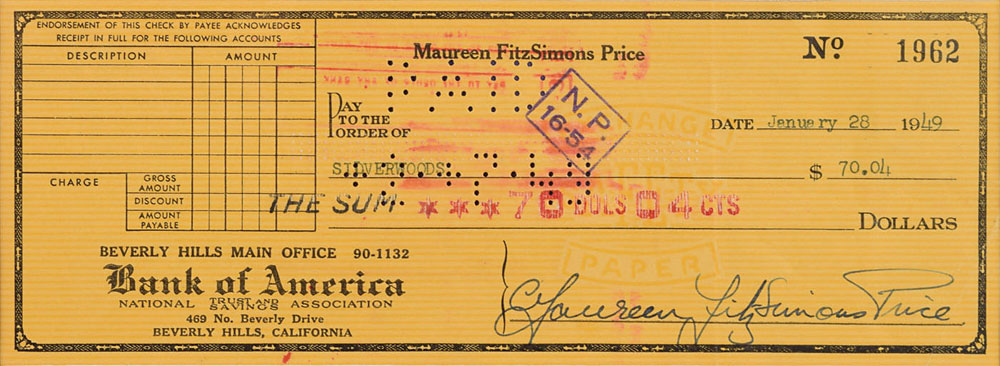 ENDORSEMENT OF THIS CHECK BY PAYEE ACKNOWLEDGES
RECEIPT IN FULL FOR THE FOLLOWING ACCOUNTS
DESCRIPTION AMOUNT
Maureen FitzSimons Price
No. 1962
PAID
N. P.
16-54
PAY
TO THE
ORDER OF
DATE January 28 1949
SILVERWOODS
$ 70.04
CHARGE
GROSS
AMOUNT
DISCOUNT
AMOUNT
PAYABLE
THE SUM *** 70 DOLS 04 CTS
DOLLARS
BEVERLY HILLS MAIN OFFICE 90-1132
Bank of America
NATIONAL TRUST AND SAVINGS ASSOCIATION
469 No. Beverly Drive
BEVERLY HILLS, CALIFORNIA
PAPER
Maureen FitzSimons Price